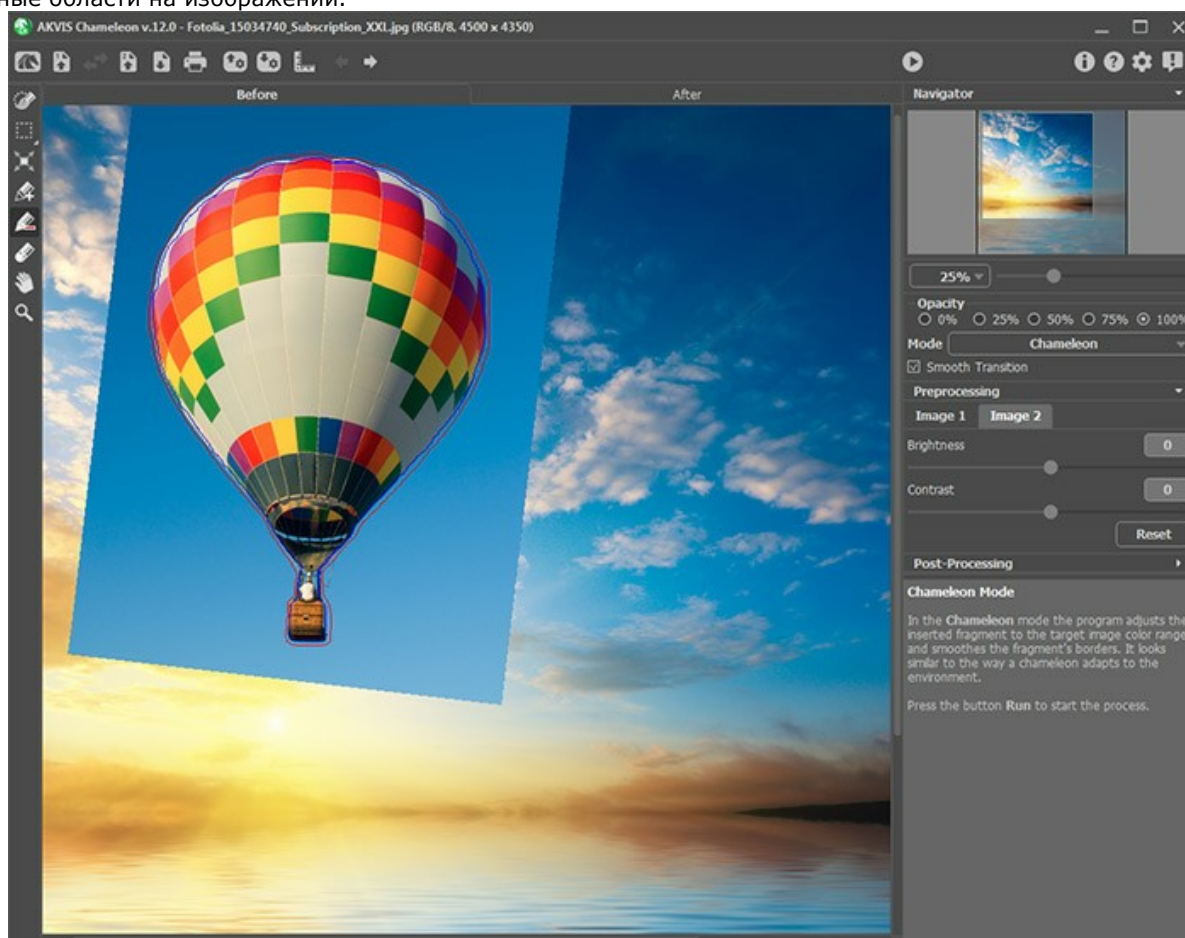 ные области на изображении.
AKVIS Chameleon v.12.0 - Fotolia_15034740_Subscription_XXL.jpg (RGB/8, 4500 x 4350)
Before
After
Navigator
25%
Opacity
0% 25% 50% 75% 100%
Mode Chameleon
Smooth Transition
Preprocessing
Image 1 Image 2
Brightness 0
Contrast 0
Reset
Post-Processing
Chameleon Mode
In the Chameleon mode the program adjusts the
inserted fragment to the target image color range
and smoothes the fragment's borders. It looks
similar to the way a chameleon adapts to the
environment.
Press the button Run to start the process.